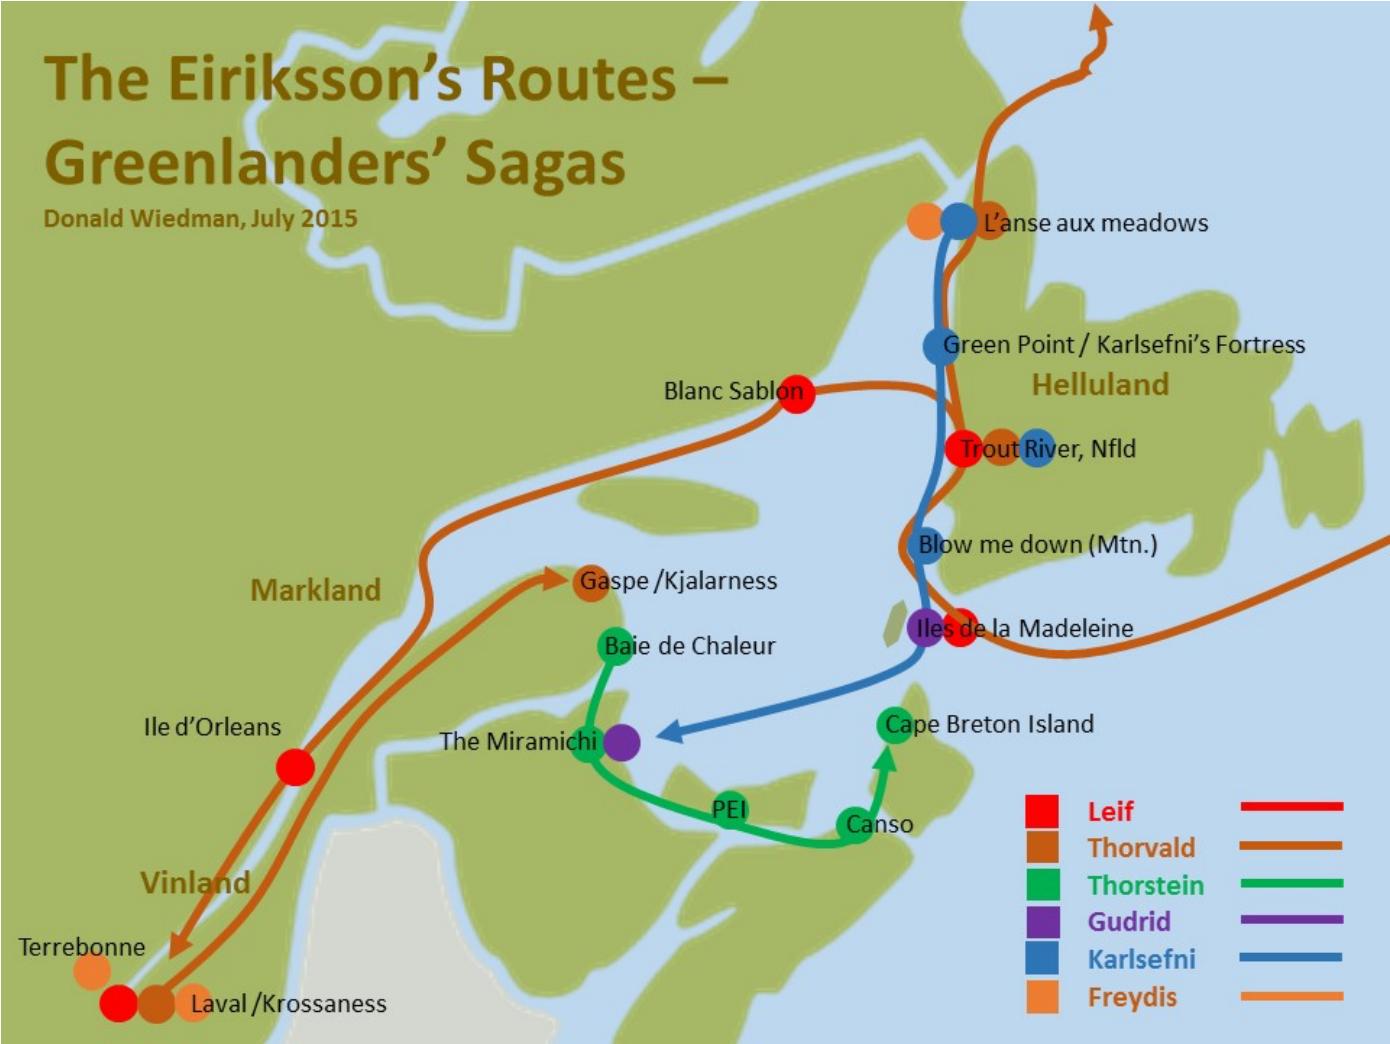 The Eiriksson’s Routes –
Greenlanders’ Sagas
Donald Wiedman, July 2015
L’anse aux meadows
Green Point / Karlsefni’s Fortress
Helluland
Blanc Sablon
Trout River, Nfld
Blow me down (Mtn.)
Markland
Gaspe /Kjalarness
Iles de la Madeleine
Baie de Chaleur
Ile d’Orleans
The Miramichi
Cape Breton Island
PEI
Canso
Vinland
Terrebonne
Laval /Krossaness
Leif
Thorvald
Thorstein
Gudrid
Karlsefni
Freydis